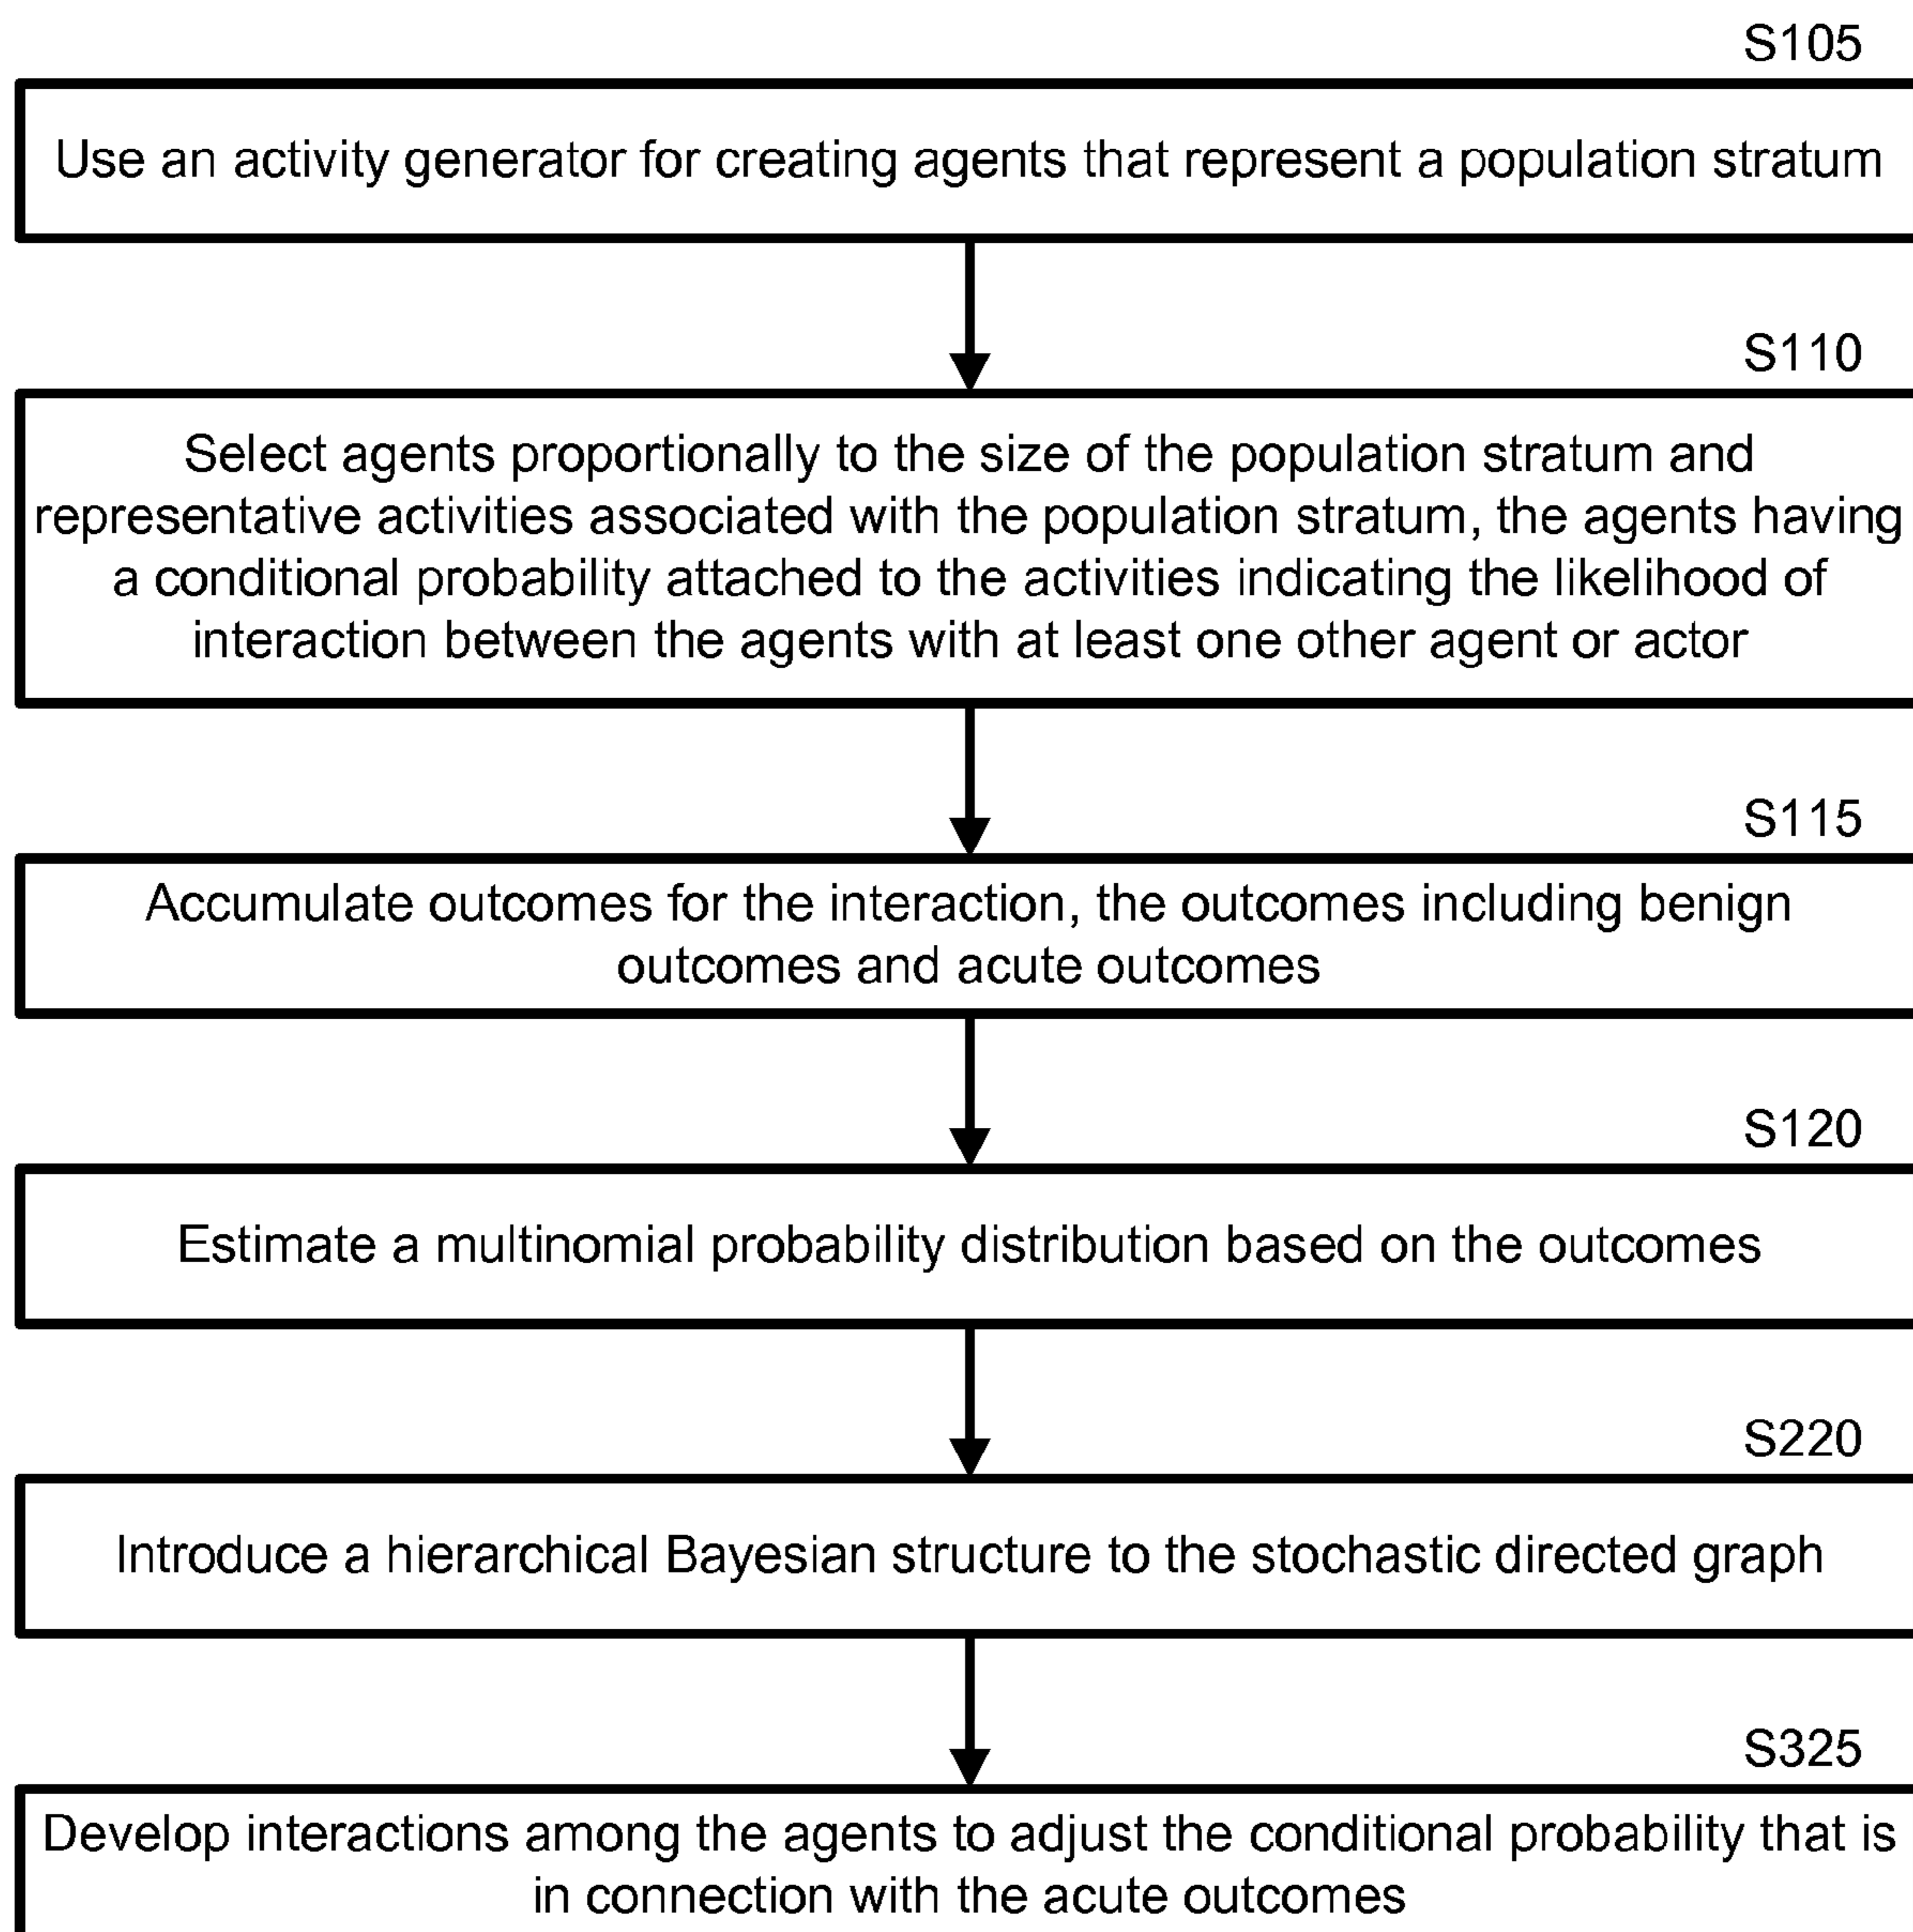 S105
Use an activity generator for creating agents that represent a population stratum
S110
Select agents proportionally to the size of the population stratum and
representative activities associated with the population stratum, the agents having
a conditional probability attached to the activities indicating the likelihood of
interaction between the agents with at least one other agent or actor
S115
Accumulate outcomes for the interaction, the outcomes including benign
outcomes and acute outcomes
S120
Estimate a multinomial probability distribution based on the outcomes
S220
Introduce a hierarchical Bayesian structure to the stochastic directed graph
S325
Develop interactions among the agents to adjust the conditional probability that is
in connection with the acute outcomes